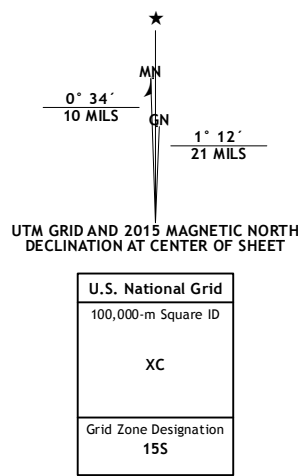 MN
0° 34´
10 MILS
GN
1° 12´
21 MILS
UTM GRID AND 2015 MAGNETIC NORTH
DECLINATION AT CENTER OF SHEET
U.S. National Grid
100,000-m Square ID
XC
Grid Zone Designation
15S